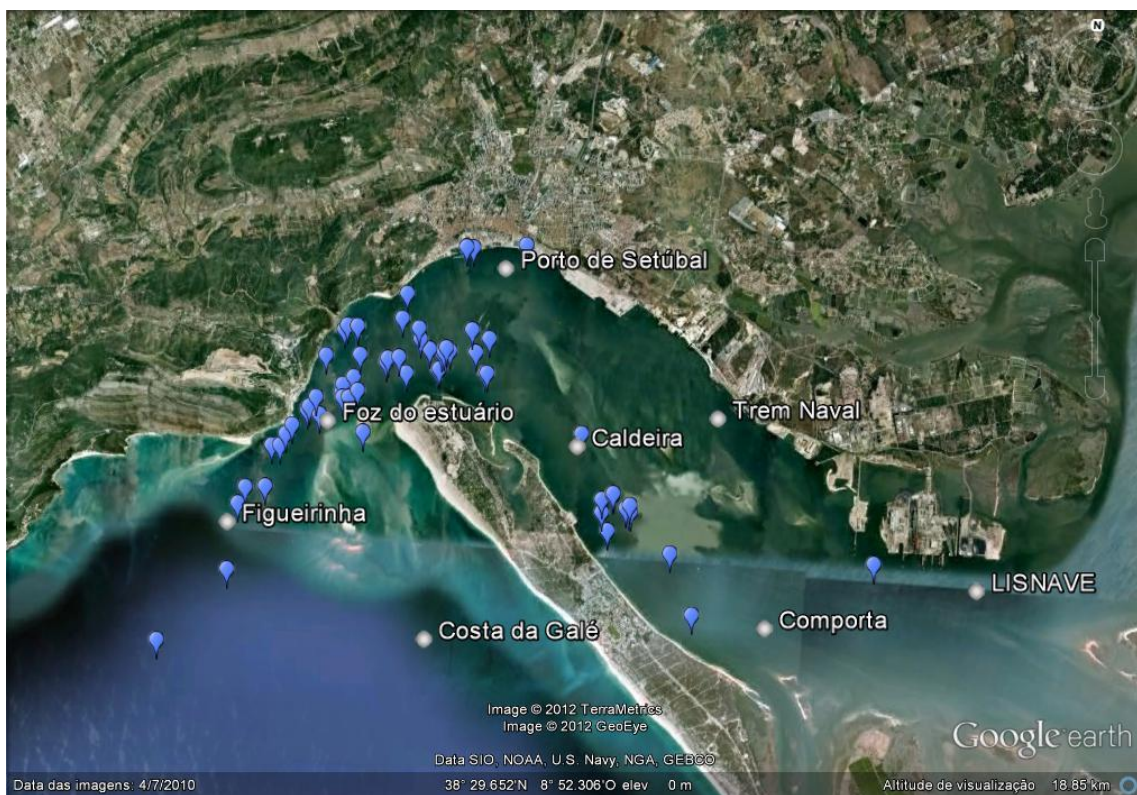 N
Porto de Setúbal
Foz do estuário
Trem Naval
Caldeira
Figueirinha
LISNAVE
Comporta
Costa da Galé
Image © 2012 TerraMetrics
Image © 2012 GeoEye
Google earth
Data SIO, NOAA, U.S. Navy, NGA, GEBCO
Data das imagens: 4/7/2010 38° 29.652'N 8° 52.306'O elev 0 m Altitude de visualização 18.85 km